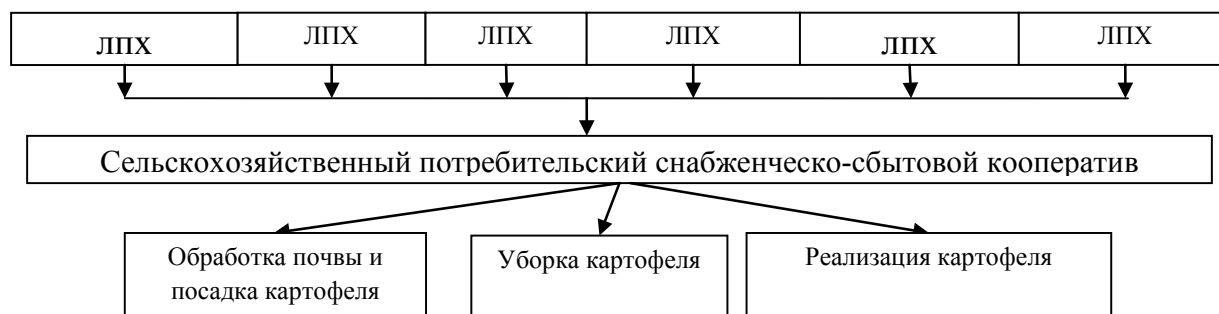 ЛПХ ЛПХ ЛПХ ЛПХ ЛПХ ЛПХ
Сельскохозяйственный потребительский снабженческо-сбытовой кооператив
Обработка почвы и
посадка картофеля
Уборка картофеля
Реализация картофеля